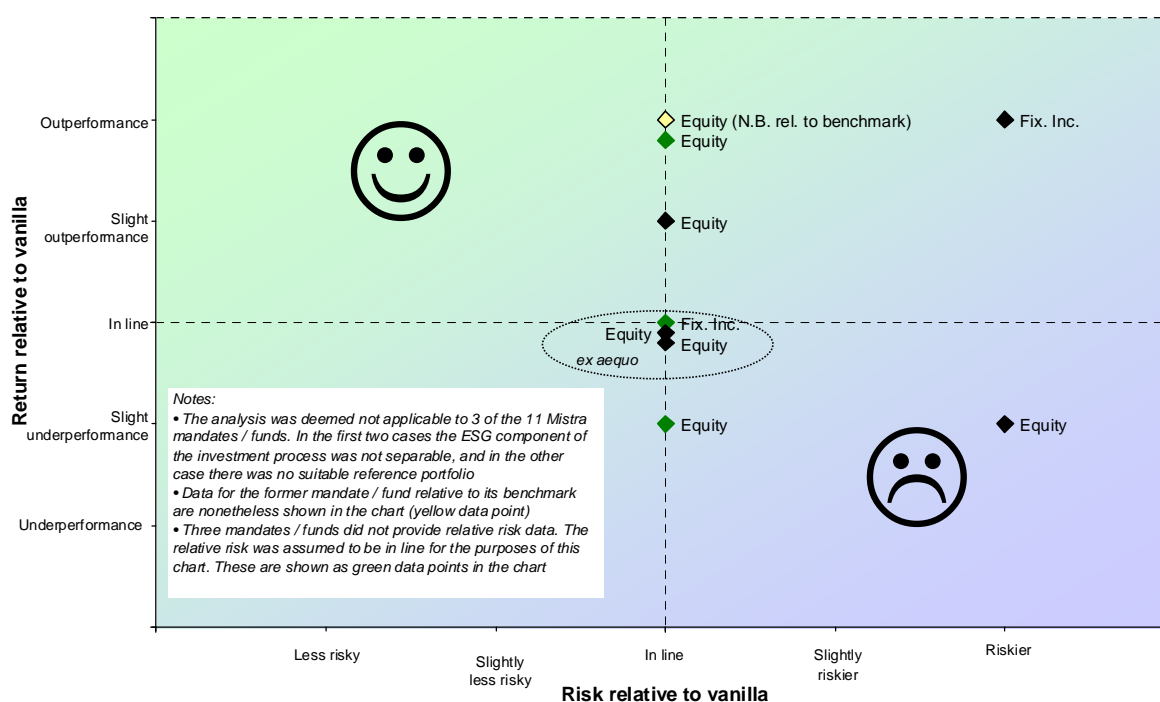 Outperformance
Equity (N.B. rel. to benchmark)
Fix. Inc.
Equity
Slight
outperformance
Equity
Return relative to vanilla
In line
Fix. Inc.
Equity
Equity
ex aequo
Notes:
• The analysis was deemed not applicable to 3 of the 11 Mistra
mandates / funds. In the first two cases the ESG component of
the investment process was not separable, and in the other
case there was no suitable reference portfolio
• Data for the former mandate / fund relative to its benchmark
are nonetheless shown in the chart (yellow data point)
• Three mandates / funds did not provide relative risk data. The
relative risk was assumed to be in line for the purposes of this
chart. These are shown as green data points in the chart
Slight
underperformance
Equity
Equity
Underperformance
Less risky
Slightly
less risky
In line
Slightly
riskier
Riskier
Risk relative to vanilla